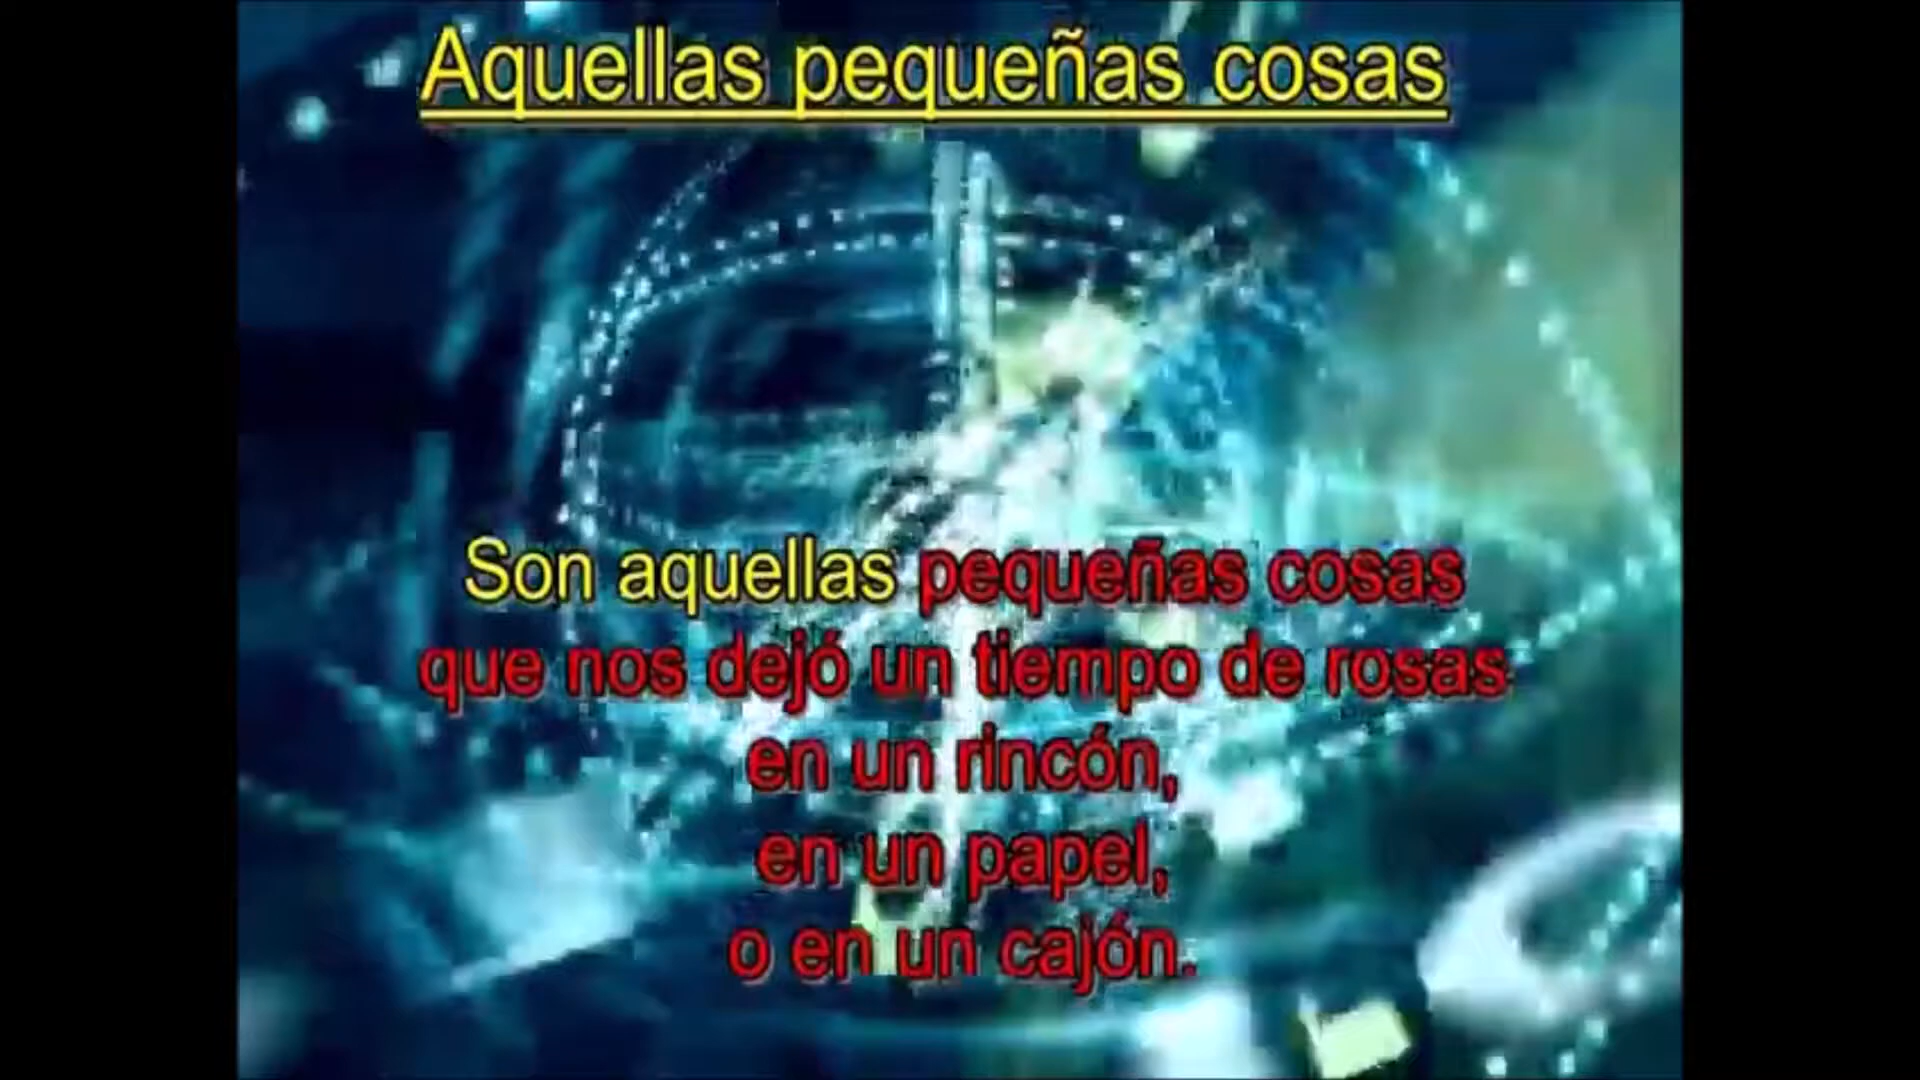 Aquellas pequeñas cosas
Son aquellas pequeñas cosas
que nos dejó un tiempo de rosas
en un rincón,
en un papel,
o en un cajón.